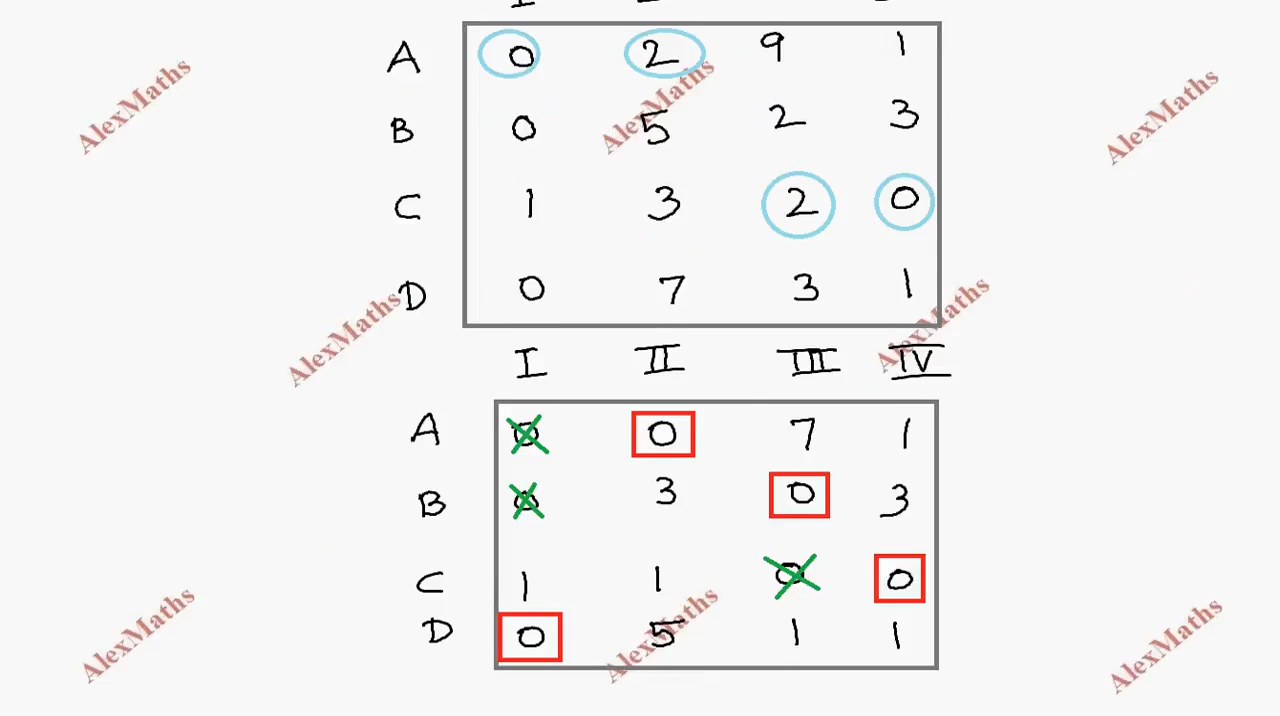 A 0 2 9 1
B 0 5 2 3
C 1 3 2 0
D 0 7 3 1
I II III IV
A 0 0 7 1
B 0 3 0 3
C 1 1 0 0
D 0 5 1 1
AlexMaths
AlexMaths
AlexMaths
AlexMaths
AlexMaths
AlexMaths
AlexMaths
AlexMaths